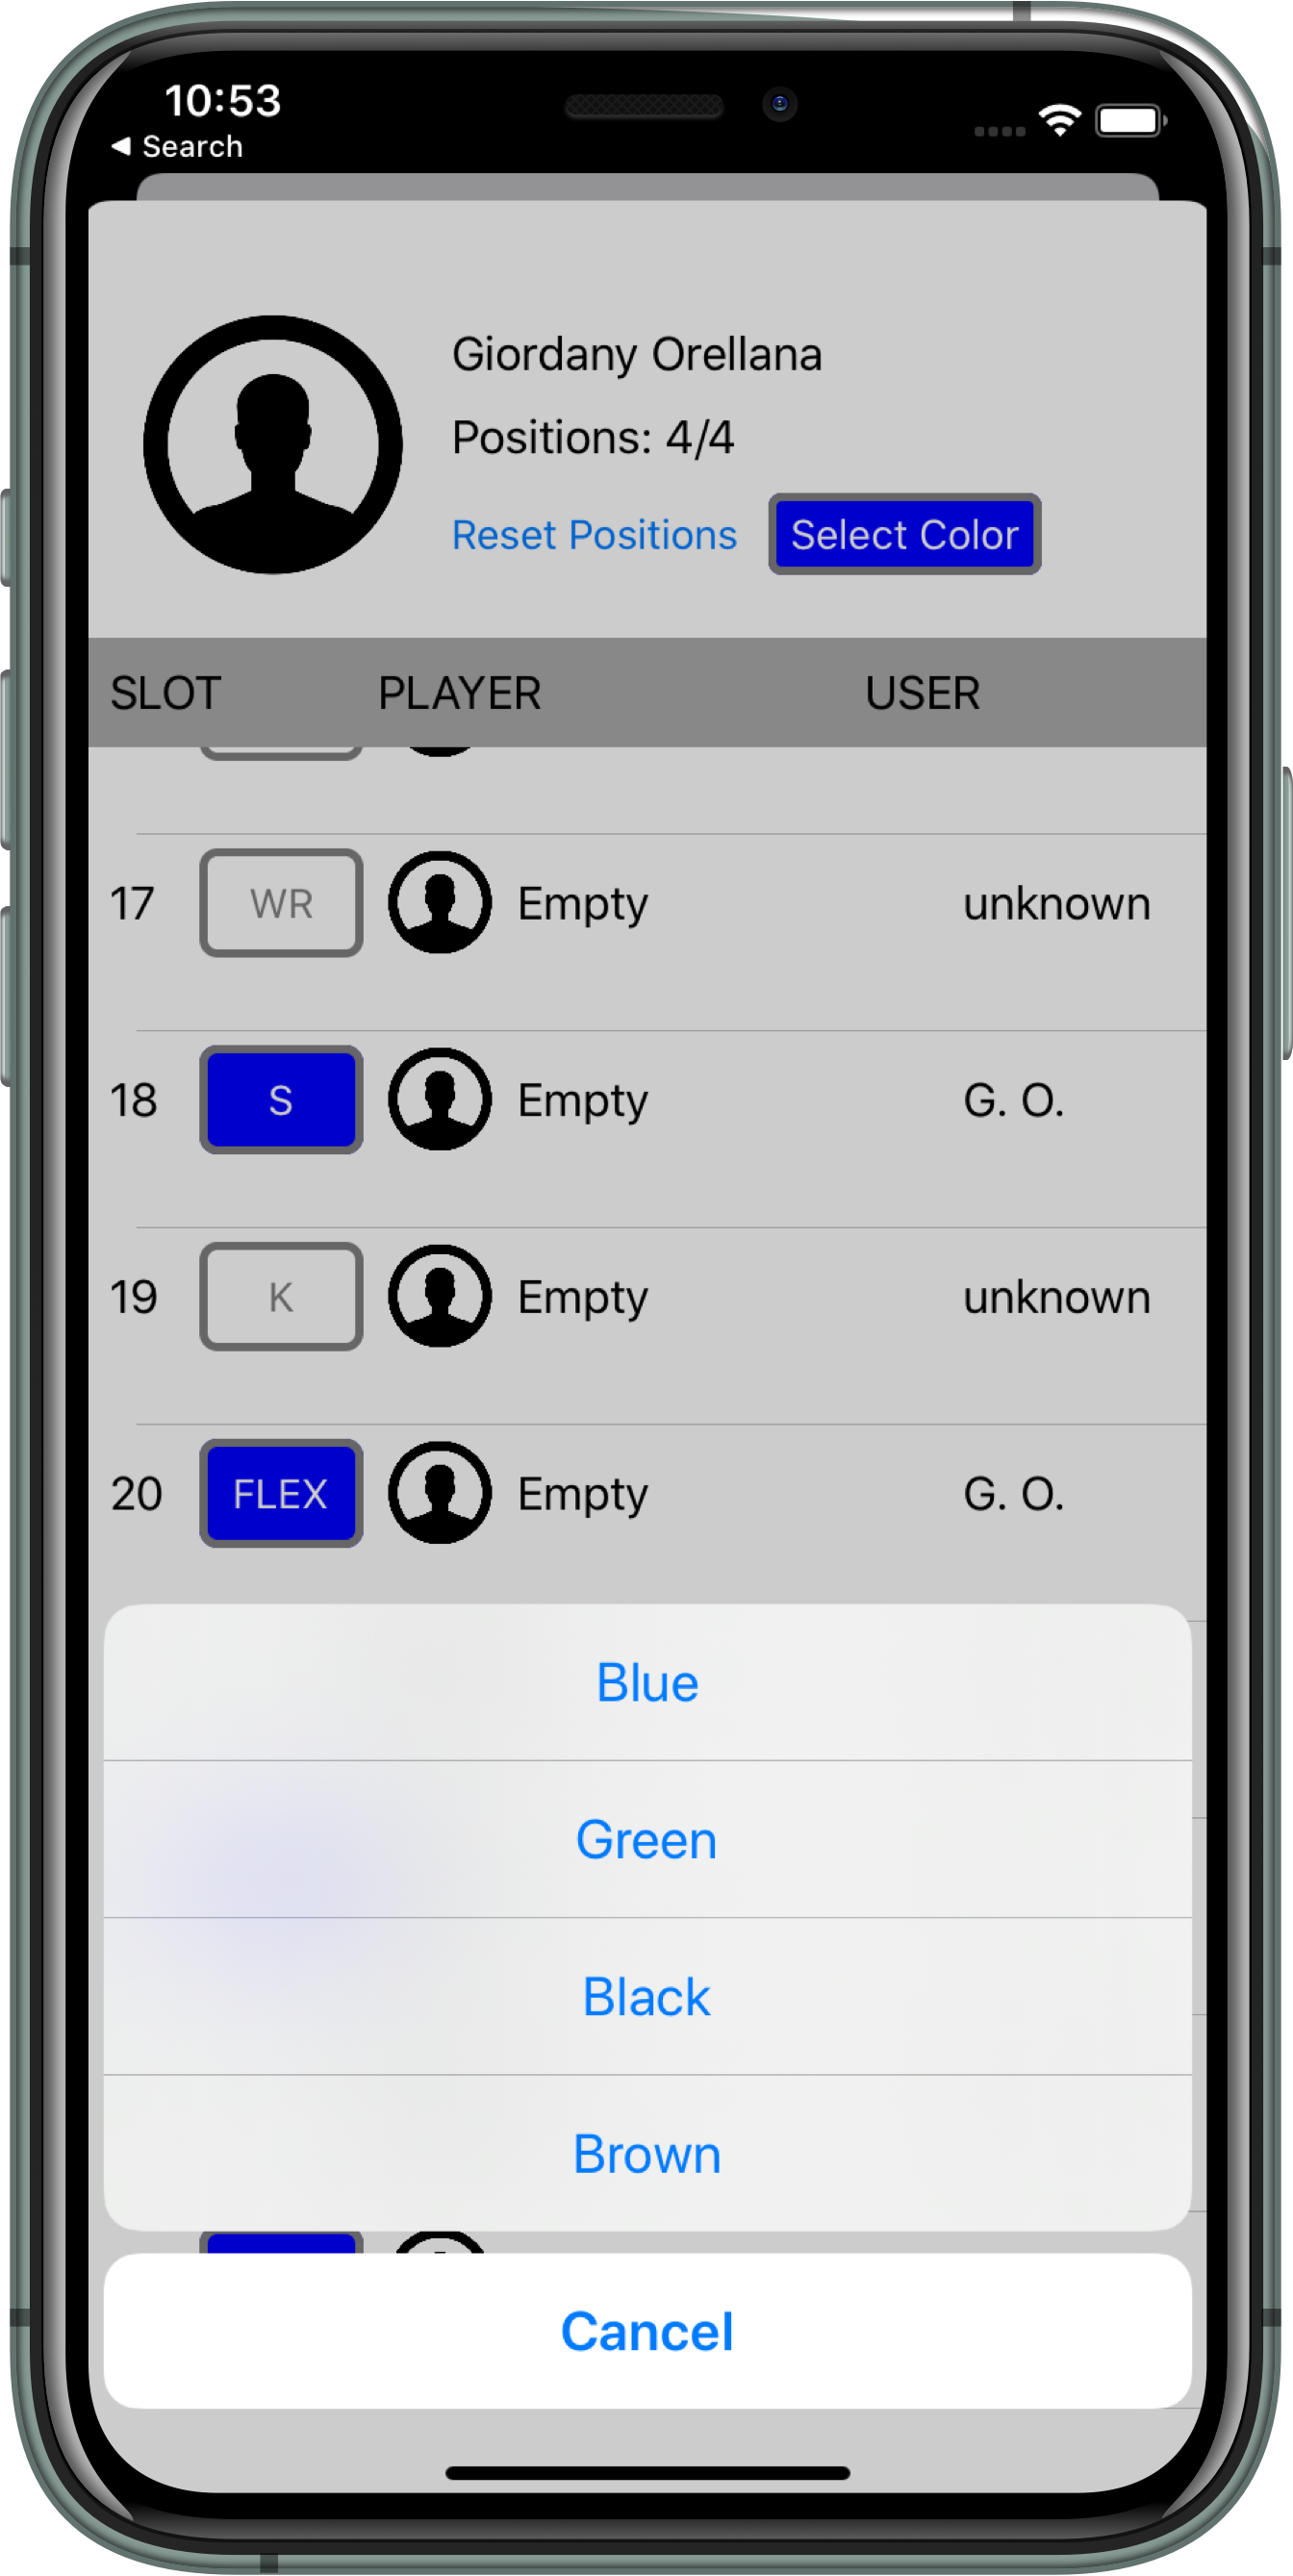 10:53
Search
Giordany Orellana
Positions: 4/4
Reset Positions Select Color
SLOT PLAYER USER
17 WR Empty unknown
18 S Empty G. O.
19 K Empty unknown
20 FLEX Empty G. O.
Blue
Green
Black
Brown
Cancel